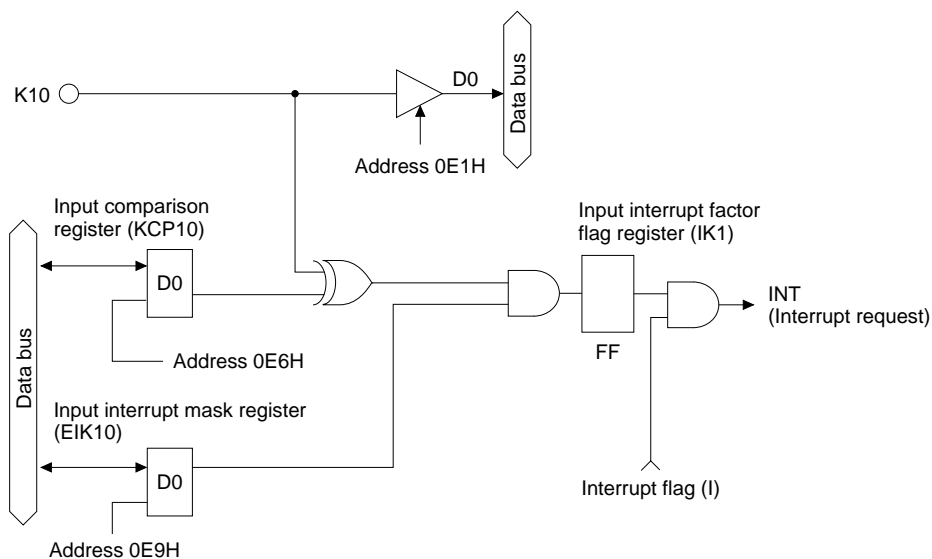 K10
D0
Data bus
Address 0E1H
Input comparison
register (KCP10)
D0
Address 0E6H
Data bus
Input interrupt factor
flag register (IK1)
FF
INT
(Interrupt request)
Input interrupt mask register
(EIK10)
D0
Address 0E9H
Interrupt flag (I)